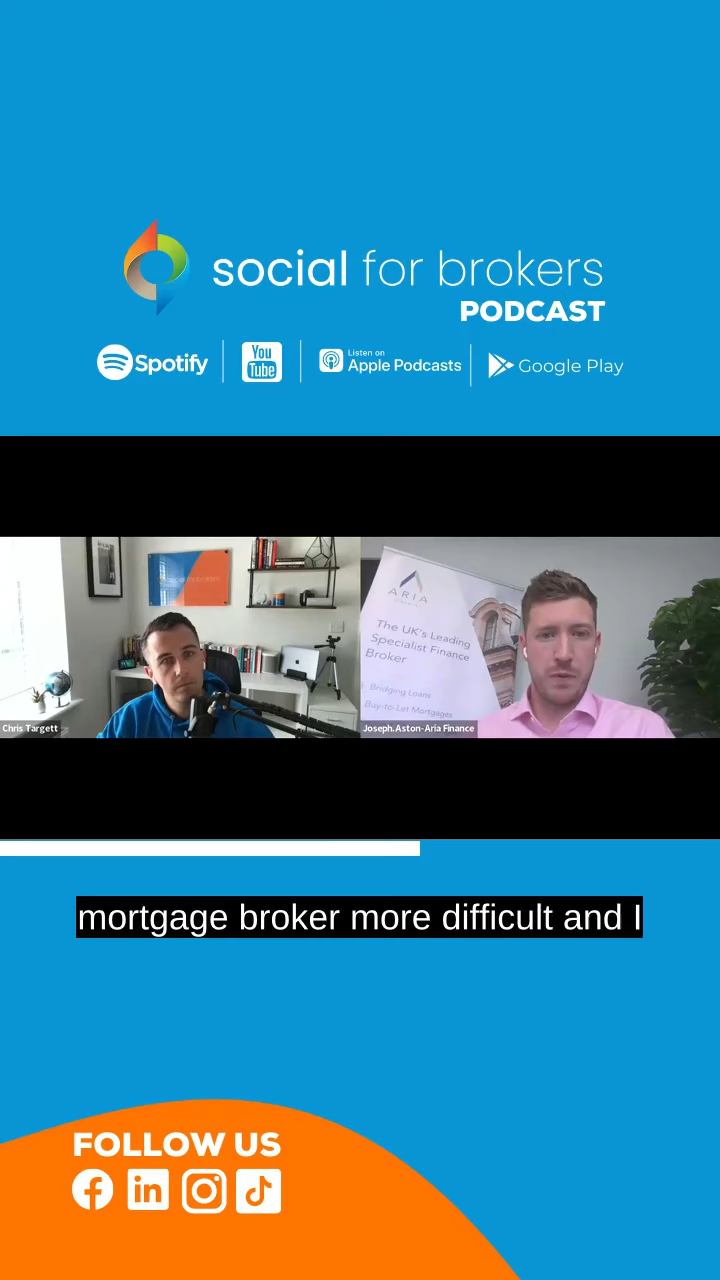 social for brokers
PODCAST
Spotify
You
Tube
Listen on
Apple Podcasts
Google Play
ARIA
The UK's Leading
Specialist Finance
Broker
Bridging Loans
Buy-to-Let Mortgages
Chris Targett
Joseph.Aston-Aria Finance
mortgage broker more difficult and I
FOLLOW US
in